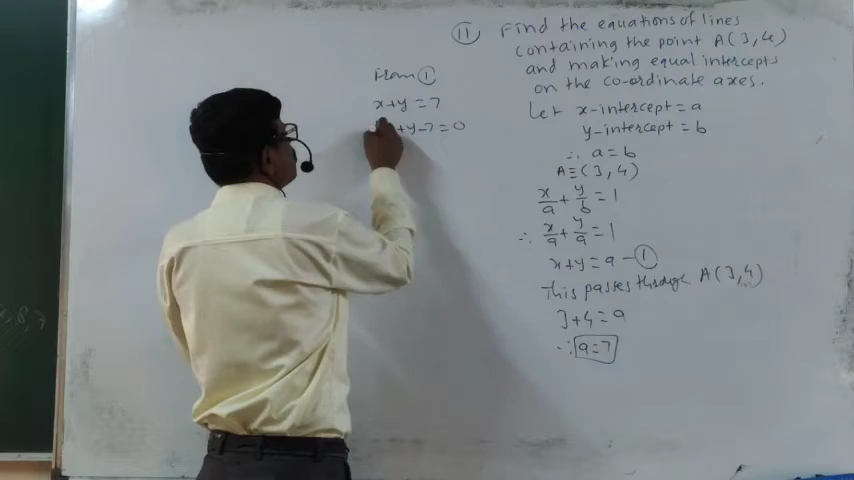 11 Find the equations of lines
containing the point A(3,4)
and making equal intercepts
on the co-ordinate axes.
Let x-intercept = a
y-intercept = b
∴ a = b
A ≡ (3,4)
x/a + y/b = 1
∴ x/a + y/a = 1
x+y = a - 1
This passes through A(3,4)
3+4 = a
∴ a = 7
From 1
x+y = 7
+y-7 = 0